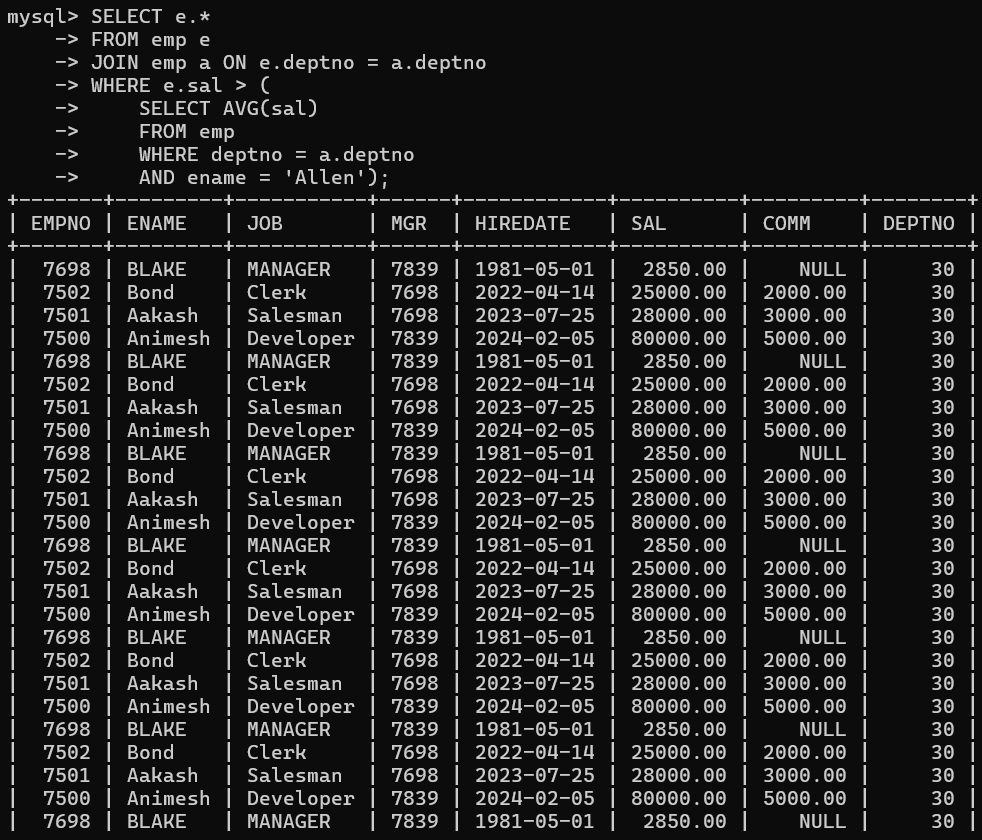 mysql> SELECT e.*
    -> FROM emp e
    -> JOIN emp a ON e.deptno = a.deptno
    -> WHERE e.sal > (
    ->     SELECT AVG(sal)
    ->     FROM emp
    ->     WHERE deptno = a.deptno
    ->     AND ename = 'Allen');
+-------+---------+-----------+------+------------+----------+---------+--------+
| EMPNO | ENAME   | JOB       | MGR  | HIREDATE   | SAL      | COMM    | DEPTNO |
+-------+---------+-----------+------+------------+----------+---------+--------+
|  7698 | BLAKE   | MANAGER   | 7839 | 1981-05-01 |  2850.00 |    NULL |     30 |
|  7502 | Bond    | Clerk     | 7698 | 2022-04-14 | 25000.00 | 2000.00 |     30 |
|  7501 | Aakash  | Salesman  | 7698 | 2023-07-25 | 28000.00 | 3000.00 |     30 |
|  7500 | Animesh | Developer | 7839 | 2024-02-05 | 80000.00 | 5000.00 |     30 |
|  7698 | BLAKE   | MANAGER   | 7839 | 1981-05-01 |  2850.00 |    NULL |     30 |
|  7502 | Bond    | Clerk     | 7698 | 2022-04-14 | 25000.00 | 2000.00 |     30 |
|  7501 | Aakash  | Salesman  | 7698 | 2023-07-25 | 28000.00 | 3000.00 |     30 |
|  7500 | Animesh | Developer | 7839 | 2024-02-05 | 80000.00 | 5000.00 |     30 |
|  7698 | BLAKE   | MANAGER   | 7839 | 1981-05-01 |  2850.00 |    NULL |     30 |
|  7502 | Bond    | Clerk     | 7698 | 2022-04-14 | 25000.00 | 2000.00 |     30 |
|  7501 | Aakash  | Salesman  | 7698 | 2023-07-25 | 28000.00 | 3000.00 |     30 |
|  7500 | Animesh | Developer | 7839 | 2024-02-05 | 80000.00 | 5000.00 |     30 |
|  7698 | BLAKE   | MANAGER   | 7839 | 1981-05-01 |  2850.00 |    NULL |     30 |
|  7502 | Bond    | Clerk     | 7698 | 2022-04-14 | 25000.00 | 2000.00 |     30 |
|  7501 | Aakash  | Salesman  | 7698 | 2023-07-25 | 28000.00 | 3000.00 |     30 |
|  7500 | Animesh | Developer | 7839 | 2024-02-05 | 80000.00 | 5000.00 |     30 |
|  7698 | BLAKE   | MANAGER   | 7839 | 1981-05-01 |  2850.00 |    NULL |     30 |
|  7502 | Bond    | Clerk     | 7698 | 2022-04-14 | 25000.00 | 2000.00 |     30 |
|  7501 | Aakash  | Salesman  | 7698 | 2023-07-25 | 28000.00 | 3000.00 |     30 |
|  7500 | Animesh | Developer | 7839 | 2024-02-05 | 80000.00 | 5000.00 |     30 |
|  7698 | BLAKE   | MANAGER   | 7839 | 1981-05-01 |  2850.00 |    NULL |     30 |
|  7502 | Bond    | Clerk     | 7698 | 2022-04-14 | 25000.00 | 2000.00 |     30 |
|  7501 | Aakash  | Salesman  | 7698 | 2023-07-25 | 28000.00 | 3000.00 |     30 |
|  7500 | Animesh | Developer | 7839 | 2024-02-05 | 80000.00 | 5000.00 |     30 |
|  7698 | BLAKE   | MANAGER   | 7839 | 1981-05-01 |  2850.00 |    NULL |     30 |